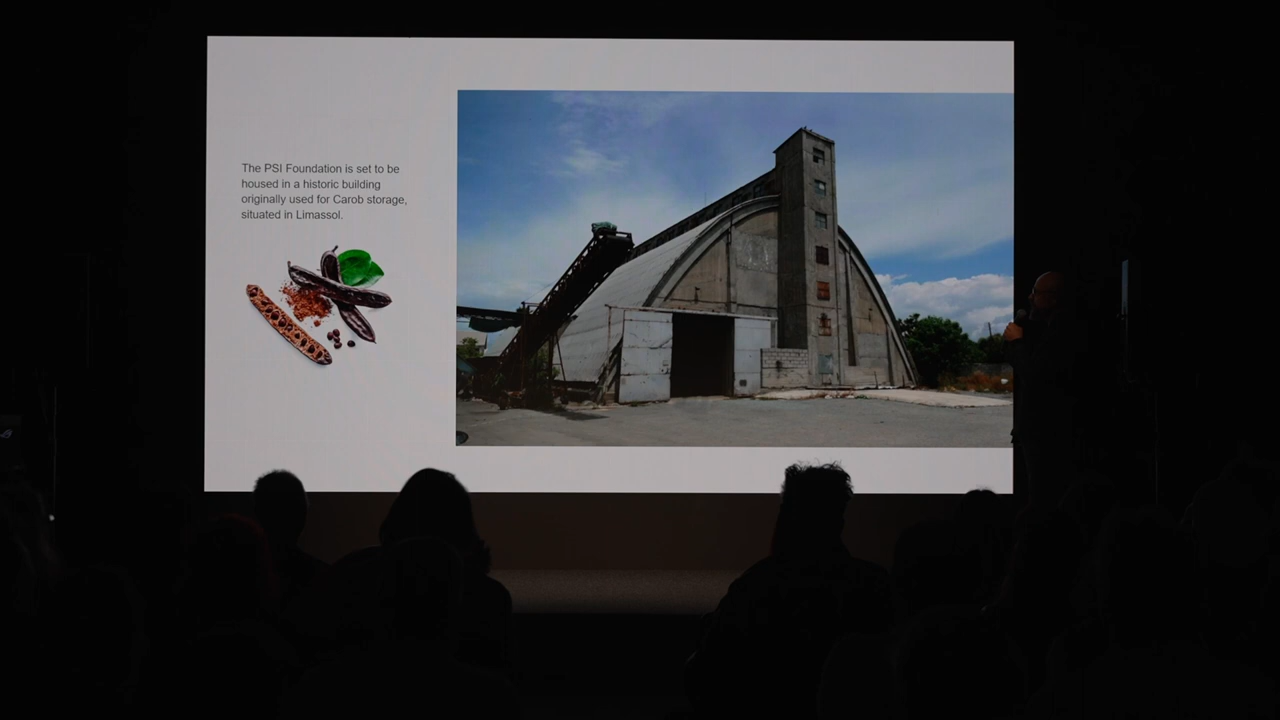 The PSI Foundation is set to be
housed in a historic building
originally used for Carob storage,
situated in Limassol.